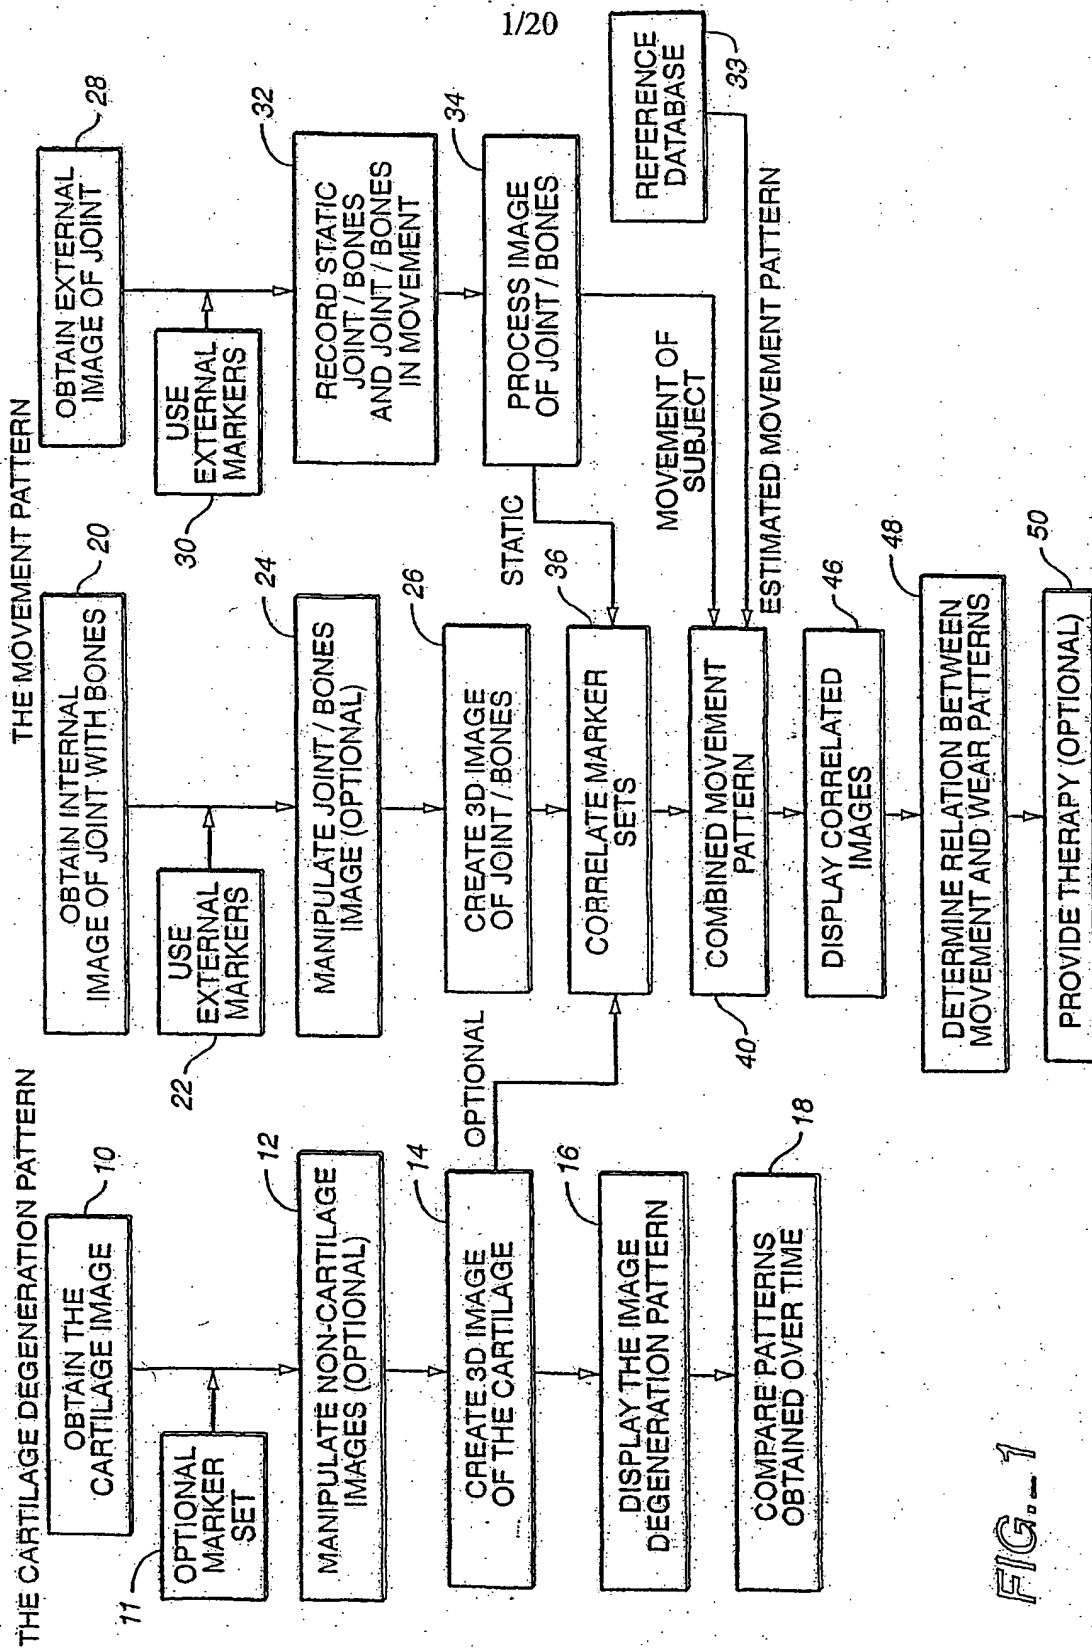 1/20
THE CARTILAGE DEGENERATION PATTERN
10
OBTAIN THE
CARTILAGE IMAGE
11
OPTIONAL
MARKER
SET
12
MANIPULATE NON-CARTILAGE
IMAGES (OPTIONAL)
14
CREATE 3D IMAGE
OF THE CARTILAGE
OPTIONAL
16
DISPLAY THE IMAGE
DEGENERATION PATTERN
18
COMPARE PATTERNS
OBTAINED OVER TIME
THE MOVEMENT PATTERN
20
OBTAIN INTERNAL
IMAGE OF JOINT WITH BONES
22
USE
EXTERNAL
MARKERS
24
MANIPULATE JOINT / BONES
IMAGE (OPTIONAL)
26
CREATE 3D IMAGE
OF JOINT / BONES
36
CORRELATE MARKER
SETS
40
COMBINED MOVEMENT
PATTERN
46
DISPLAY CORRELATED
IMAGES
48
DETERMINE RELATION BETWEEN
MOVEMENT AND WEAR PATTERNS
50
PROVIDE THERAPY (OPTIONAL)
28
OBTAIN EXTERNAL
IMAGE OF JOINT
30
USE
EXTERNAL
MARKERS
32
RECORD STATIC
JOINT / BONES
AND JOINT / BONES
IN MOVEMENT
34
PROCESS IMAGE
OF JOINT / BONES
STATIC
MOVEMENT OF
SUBJECT
33
REFERENCE
DATABASE
ESTIMATED MOVEMENT PATTERN
FIG._1